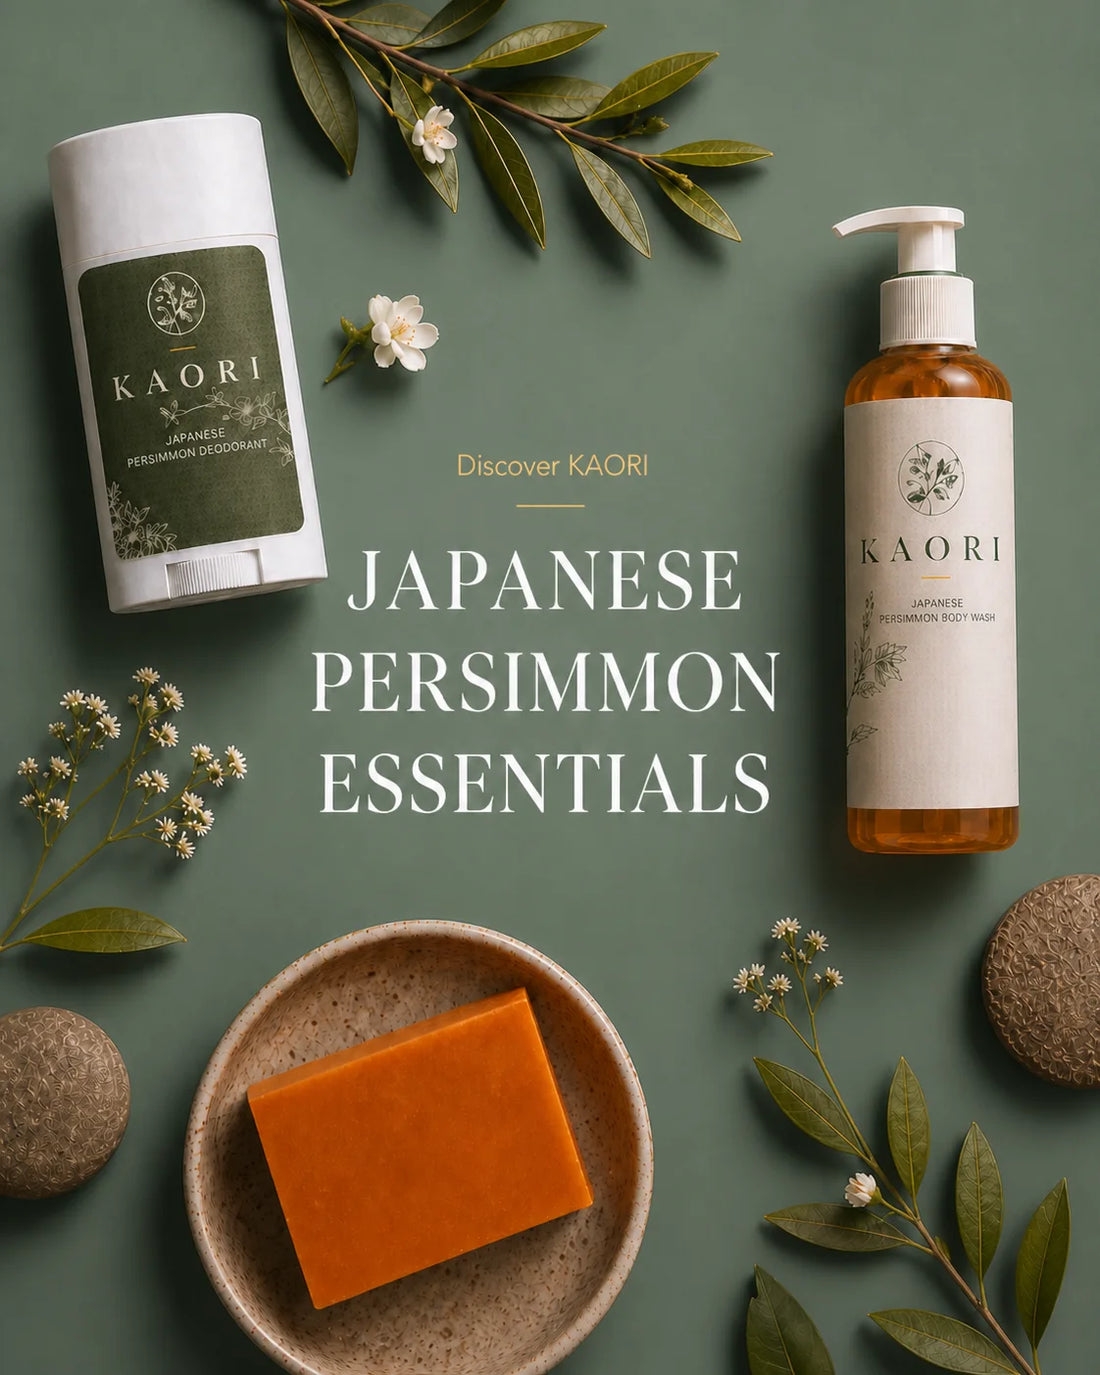 KAORI
JAPANESE
PERSIMMON DEODORANT
Discover KAORI
JAPANESE
PERSIMMON
ESSENTIALS
KAORI
JAPANESE
PERSIMMON BODY WASH